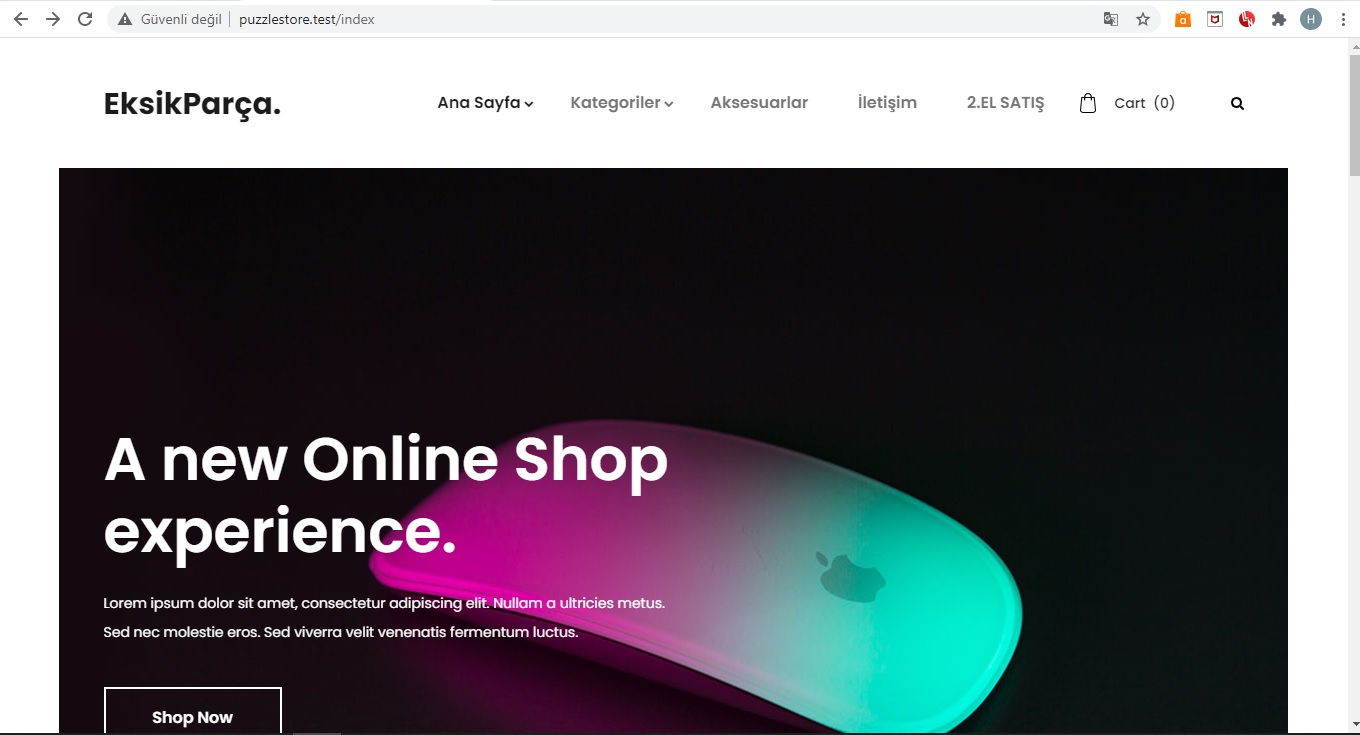 Güvenli değil puzzlestore.test/index
H
EksikParça.
Ana Sayfa Kategoriler Aksesuarlar İletişim 2.EL SATIŞ Cart (0)
A new Online Shop
experience.
Lorem ipsum dolor sit amet, consectetur adipiscing elit. Nullam a ultricies metus.
Sed nec molestie eros. Sed viverra velit venenatis fermentum luctus.
Shop Now